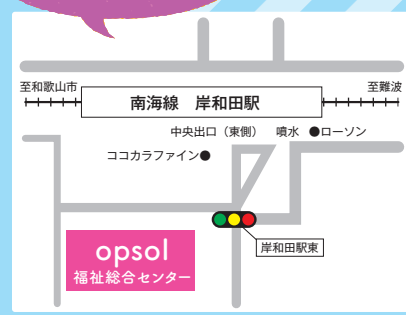 至和歌山市
至難波
南海線 岸和田駅
中央出口（東側） 噴水 ●ローソン
ココカラファイン●
岸和田駅東
opsol
福祉総合センター